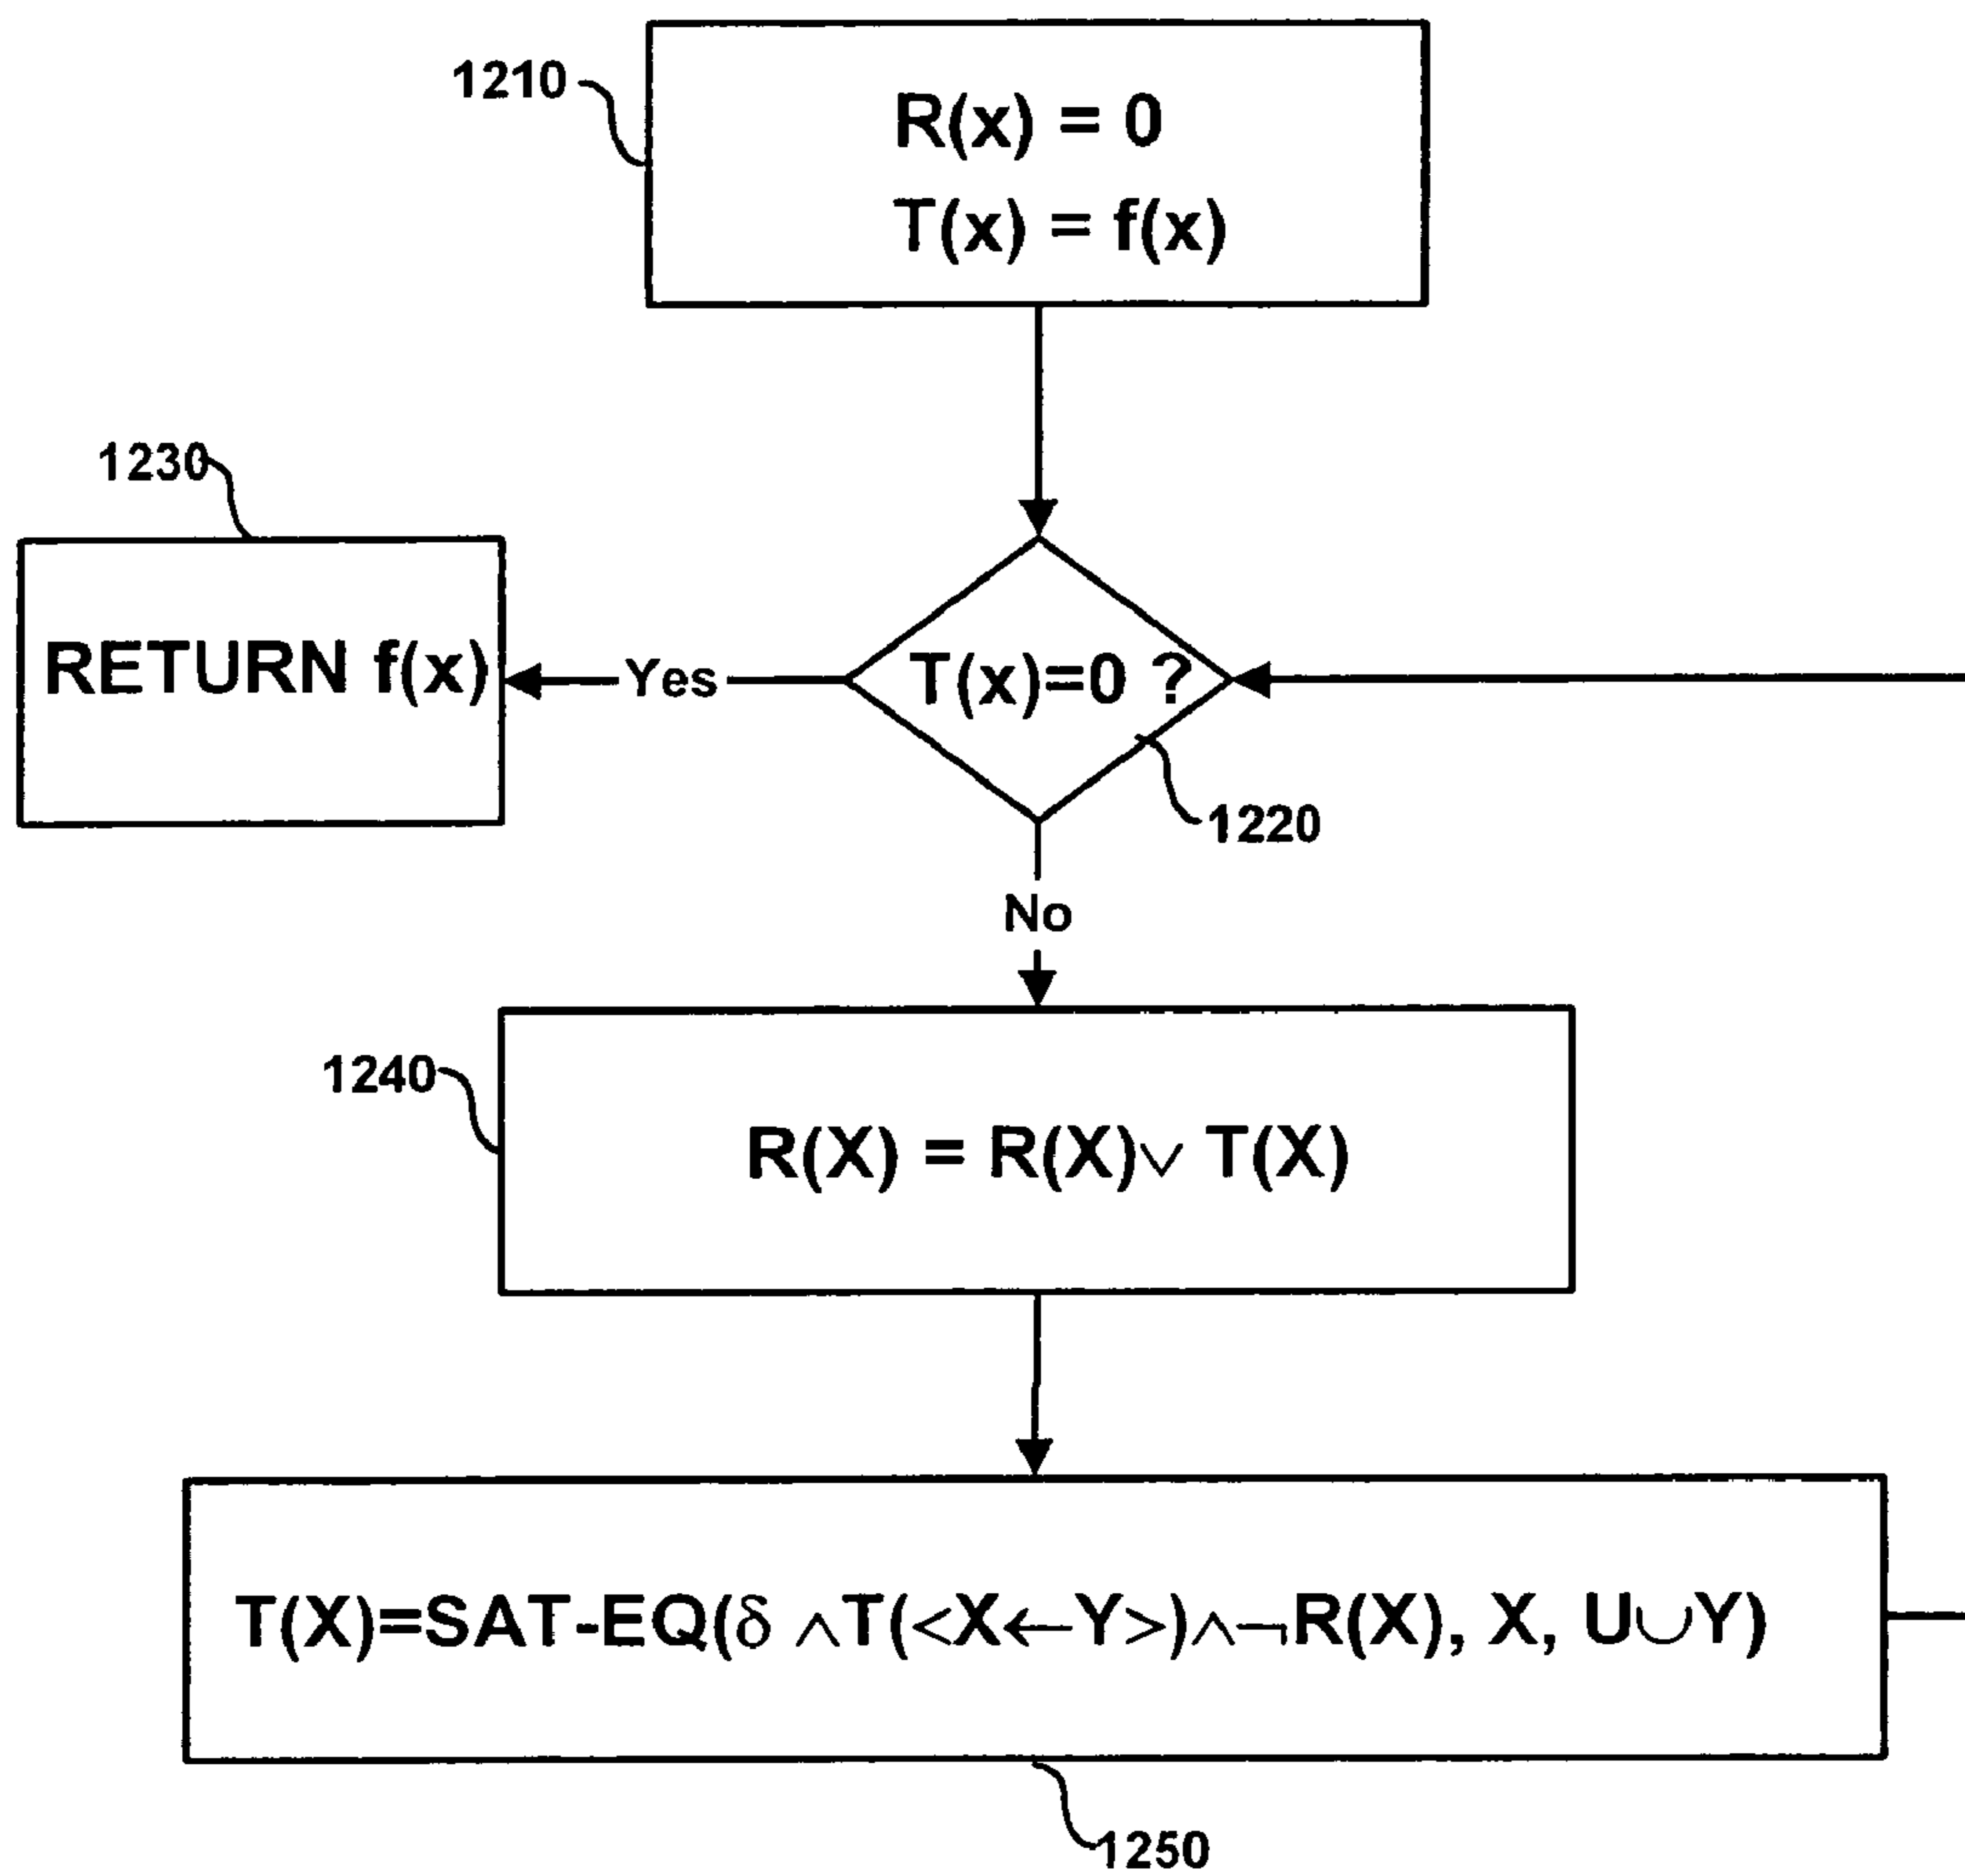 1210
R(x) = 0
T(x) = f(x)
1230
RETURN f(x)
Yes
T(x)=0 ?
1220
No
1240
R(X) = R(X)∨ T(X)
T(X)=SAT-EQ(δ ∧T(<X←Y>)∧¬R(X), X, U∪Y)
1250